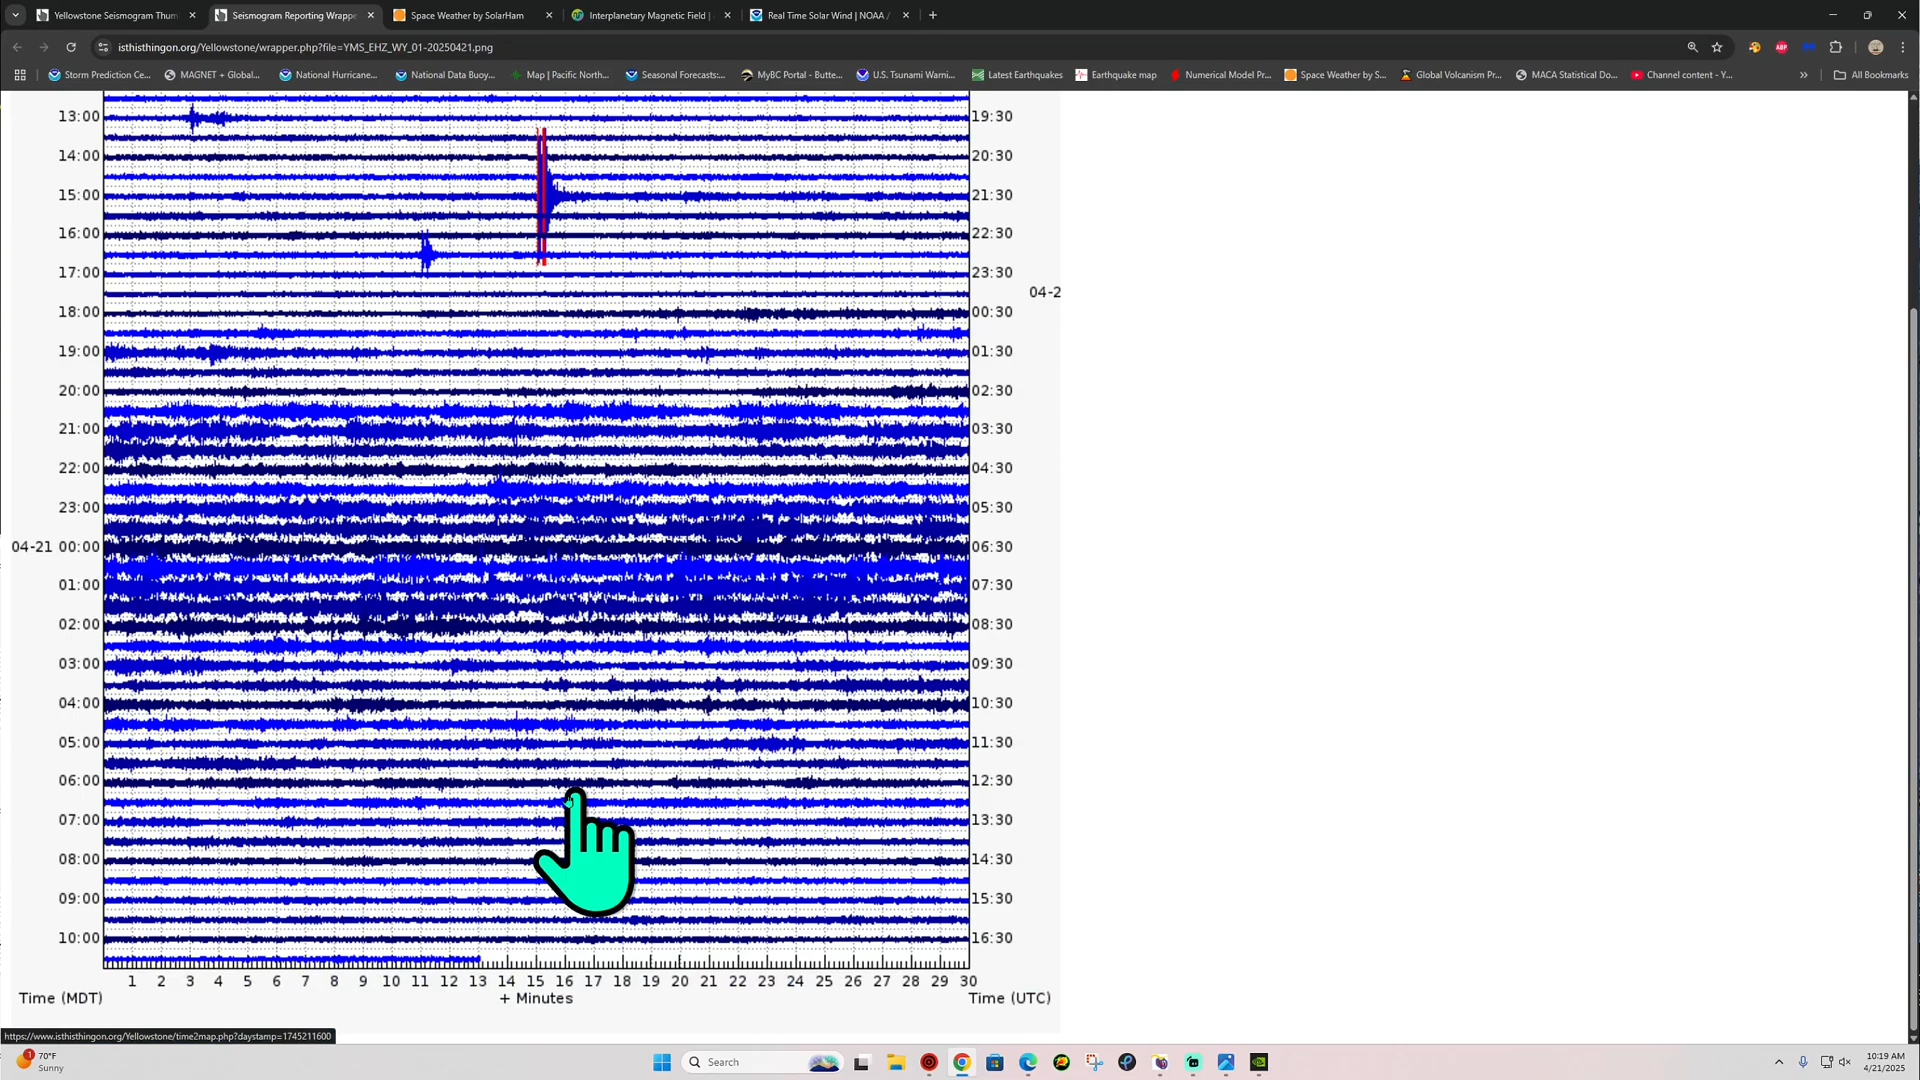 Yellowstone Seismogram Thum
Seismogram Reporting Wrappe
Space Weather by SolarHam
Interplanetary Magnetic Field |
Real Time Solar Wind | NOAA /
isthisthingon.org/Yellowstone/wrapper.php?file=YMS_EHZ_WY_01-20250421.png
Storm Prediction Ce...
MAGNET + Global...
National Hurricane...
National Data Buoy...
Map | Pacific North...
Seasonal Forecasts:...
MyBC Portal - Butte...
U.S. Tsunami Warni...
Latest Earthquakes
Earthquake map
Numerical Model Pr...
Space Weather by S...
Global Volcanism Pr...
MACA Statistical Do...
Channel content - Y...
All Bookmarks
13:00 19:30
14:00 20:30
15:00 21:30
16:00 22:30
17:00 23:30
04-2
18:00 00:30
19:00 01:30
20:00 02:30
21:00 03:30
22:00 04:30
23:00 05:30
04-21 00:00 06:30
01:00 07:30
02:00 08:30
03:00 09:30
04:00 10:30
05:00 11:30
06:00 12:30
07:00 13:30
08:00 14:30
09:00 15:30
10:00 16:30
1 2 3 4 5 6 7 8 9 10 11 12 13 14 15 16 17 18 19 20 21 22 23 24 25 26 27 28 29 30
Time (MDT) + Minutes Time (UTC)
https://www.isthisthingon.org/Yellowstone/time2map.php?daystamp=1745211600
1
70°F
Sunny
Search
10:19 AM
4/21/2025